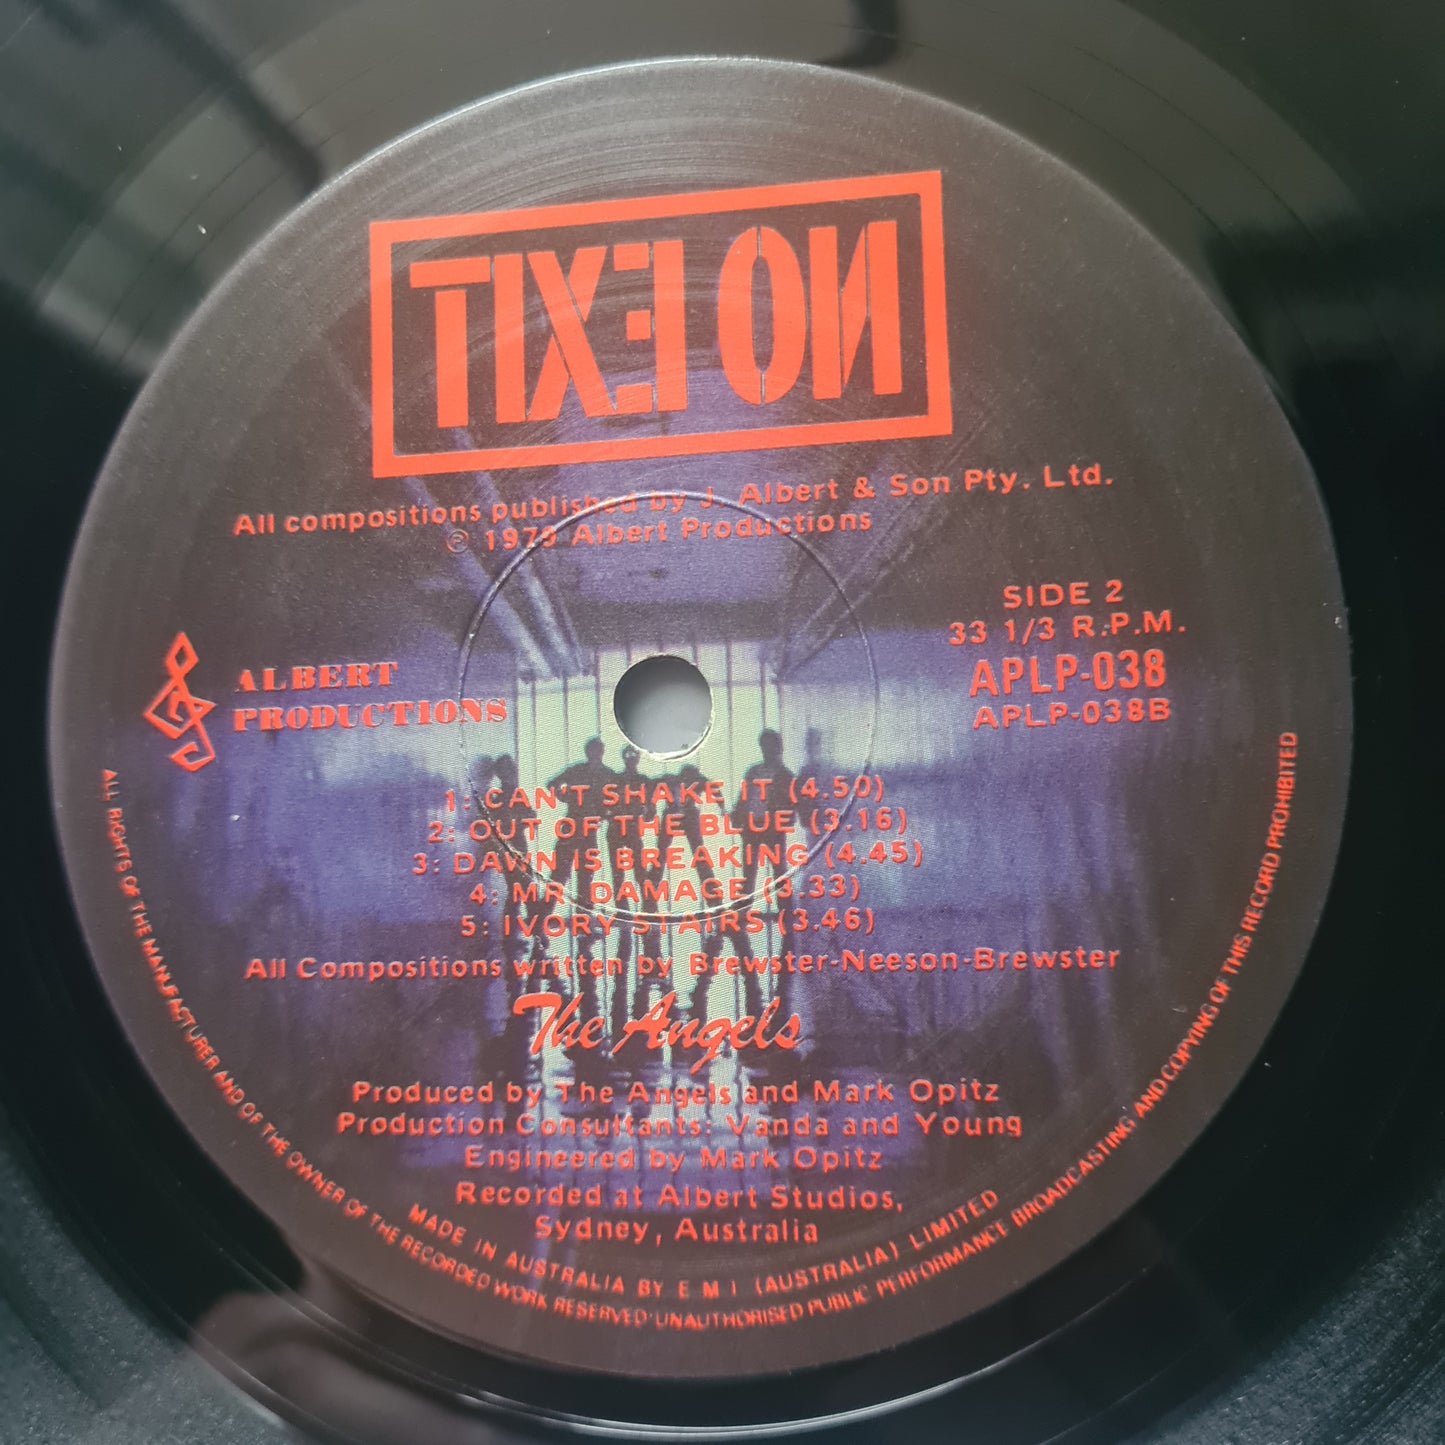 NO EXIT
All compositions published by J. Albert & Son Pty. Ltd.
℗ 1979 Albert Productions
SIDE 2
33 1/3 R.P.M.
APLP-038
APLP-038B
ALBERT
PRODUCTIONS
1: CAN'T SHAKE IT (4.50)
2: OUT OF THE BLUE (3.16)
3: DAWN IS BREAKING (4.45)
4: MR. DAMAGE (3.33)
5: IVORY STAIRS (3.46)
All Compositions written by Brewster-Neeson-Brewster
The Angels
Produced by The Angels and Mark Opitz
Production Consultants: Vanda and Young
Engineered by Mark Opitz
Recorded at Albert Studios,
Sydney, Australia
MADE IN AUSTRALIA BY E M I (AUSTRALIA) LIMITED
ALL RIGHTS OF THE MANUFACTURER AND OF THE OWNER OF THE RECORDED WORK RESERVED·UNAUTHORISED PUBLIC PERFORMANCE BROADCASTING AND COPYING OF THIS RECORD PROHIBITED